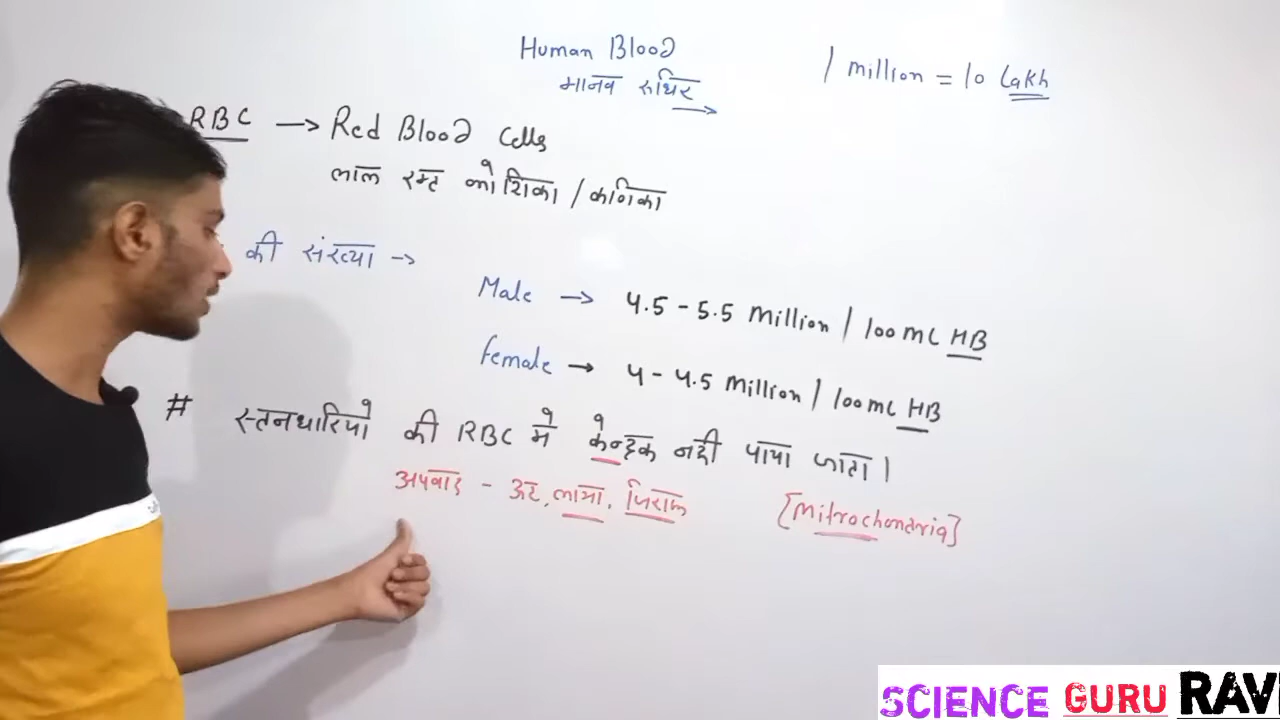 Human Blood
मानव रुधिर →
1 million = 10 Lakh
RBC → Red Blood Cells
लाल रक्त कोशिका / कणिका
की संख्या →
Male → 4.5 - 5.5 Million / 100 ML HB
Female → 4 - 4.5 Million / 100 ML HB
# स्तनधारियो की RBC मे केन्द्रक नही पाया जाता।
अपवाद - ऊट, लामा, जिराफ [Mitrochondria]
SCIENCE GURU RAVI